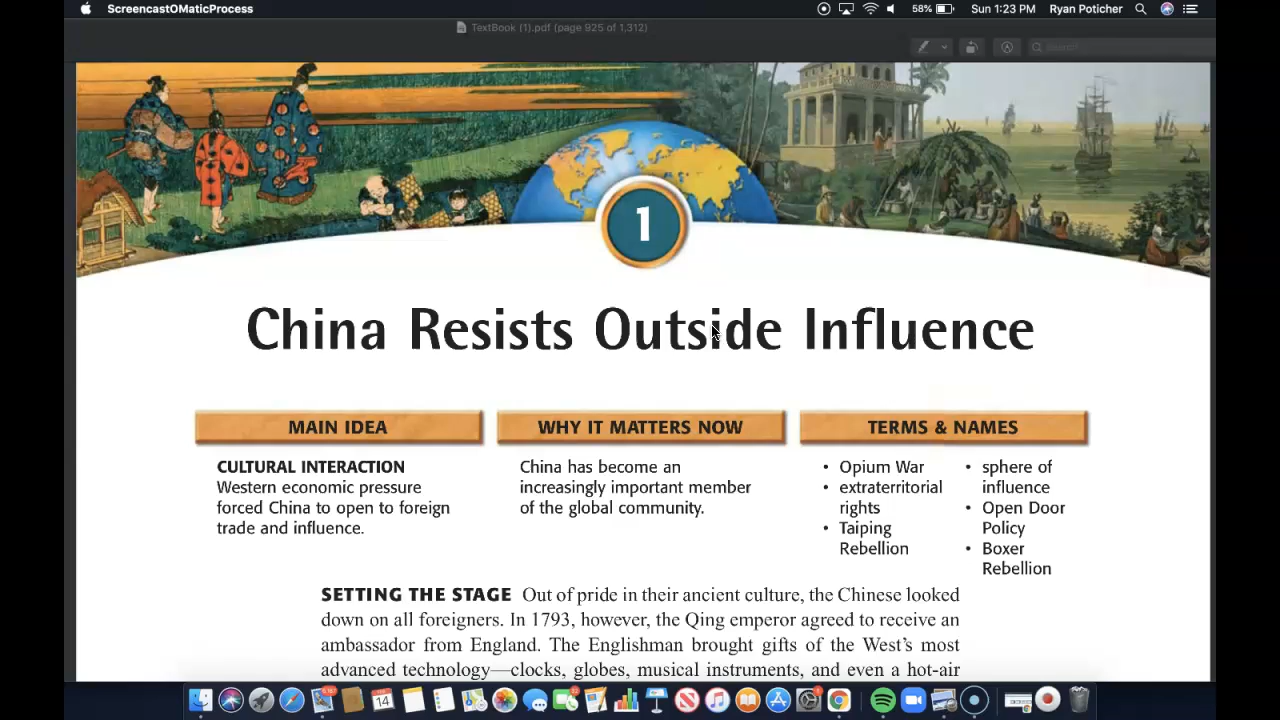 ScreencastOMaticProcess
58%
Sun 1:23 PM
Ryan Poticher
TextBook (1).pdf (page 925 of 1,312)
Search
1
China Resists Outside Influence
MAIN IDEA
CULTURAL INTERACTION
Western economic pressure
forced China to open to foreign
trade and influence.
WHY IT MATTERS NOW
China has become an
increasingly important member
of the global community.
TERMS & NAMES
• Opium War
• extraterritorial
rights
• Taiping
Rebellion
• sphere of
influence
• Open Door
Policy
• Boxer
Rebellion
SETTING THE STAGE Out of pride in their ancient culture, the Chinese looked
down on all foreigners. In 1793, however, the Qing emperor agreed to receive an
ambassador from England. The Englishman brought gifts of the West's most
advanced technology—clocks, globes, musical instruments, and even a hot-air
14